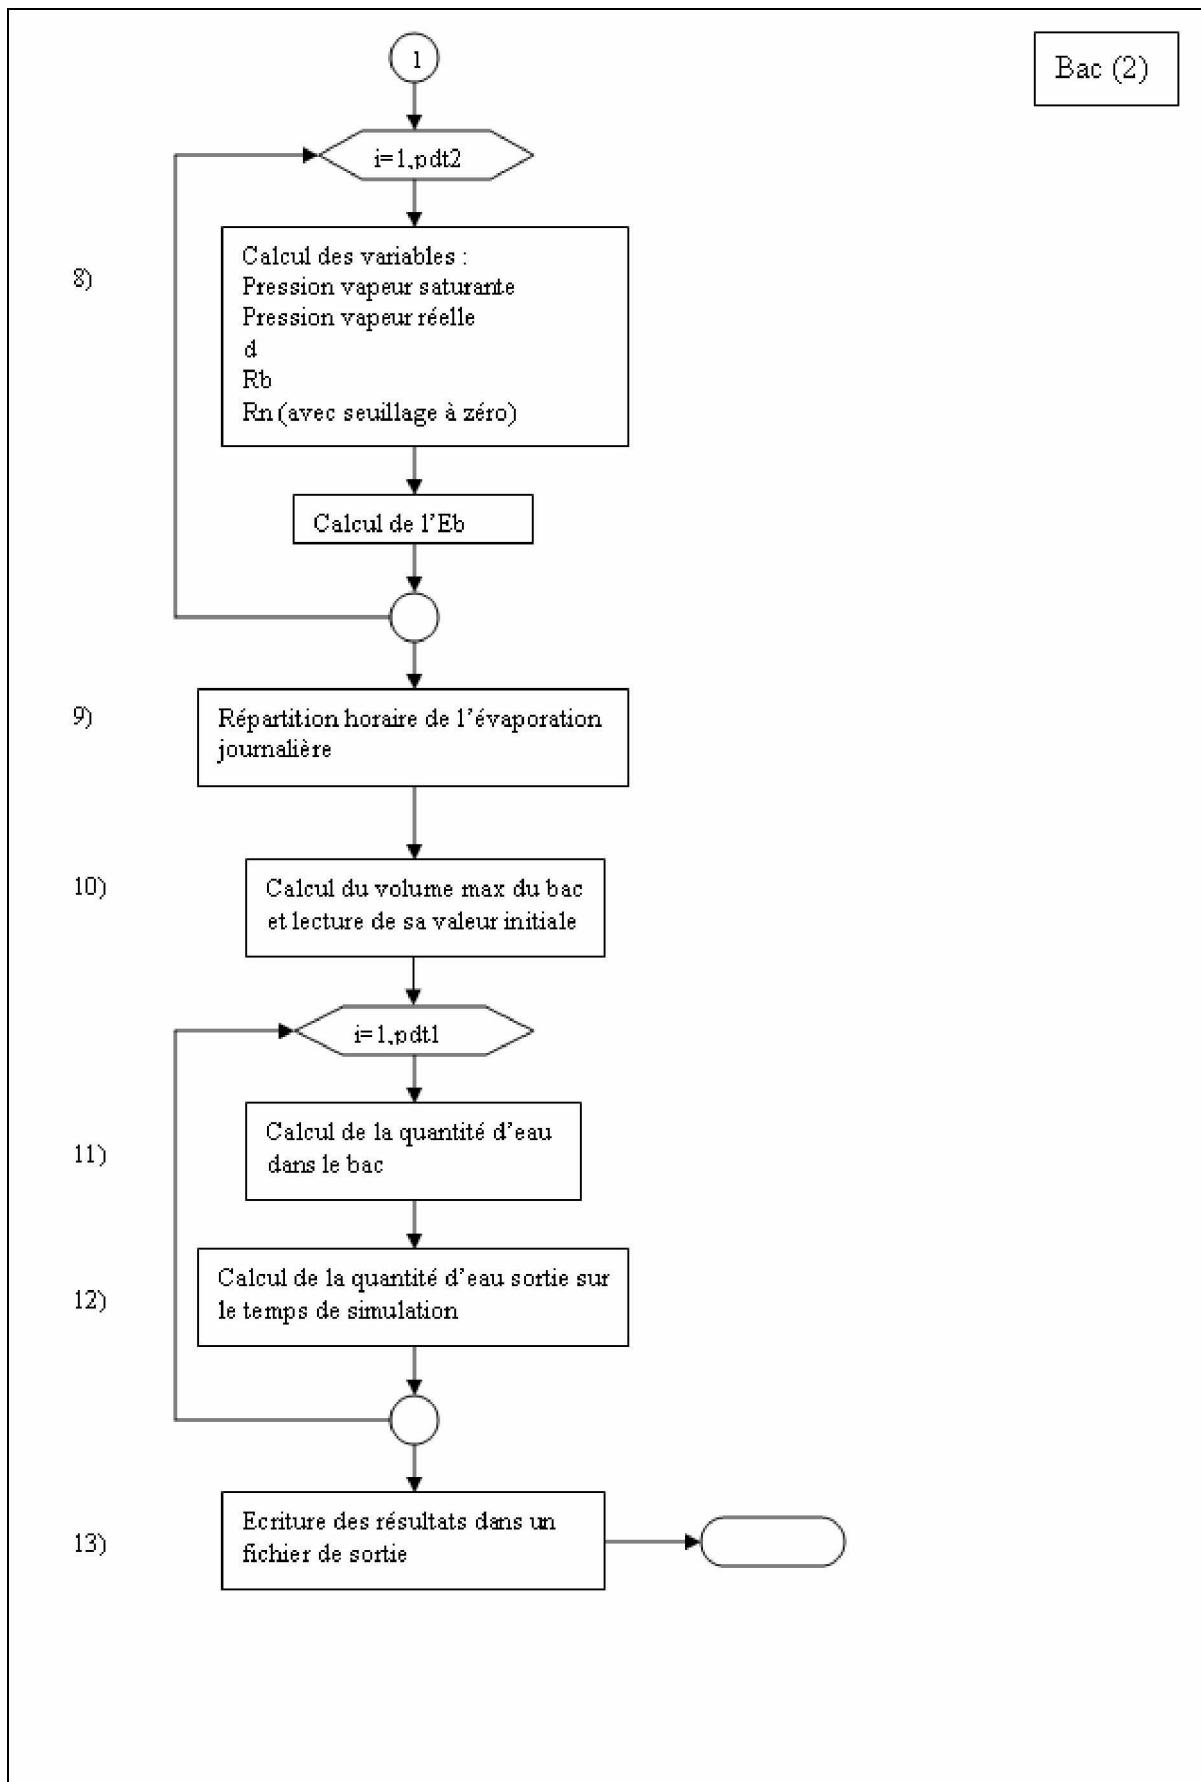 1
Bac (2)
i=1,pdt2
8)
Calcul des variables :
Pression vapeur saturante
Pression vapeur réelle
d
Rb
Rn (avec seuillage à zéro)
Calcul de l'Eb
9)
Répartition horaire de l'évaporation
journalière
10)
Calcul du volume max du bac
et lecture de sa valeur initiale
i=1,pdt1
11)
Calcul de la quantité d'eau
dans le bac
12)
Calcul de la quantité d'eau sortie sur
le temps de simulation
13)
Ecriture des résultats dans un
fichier de sortie